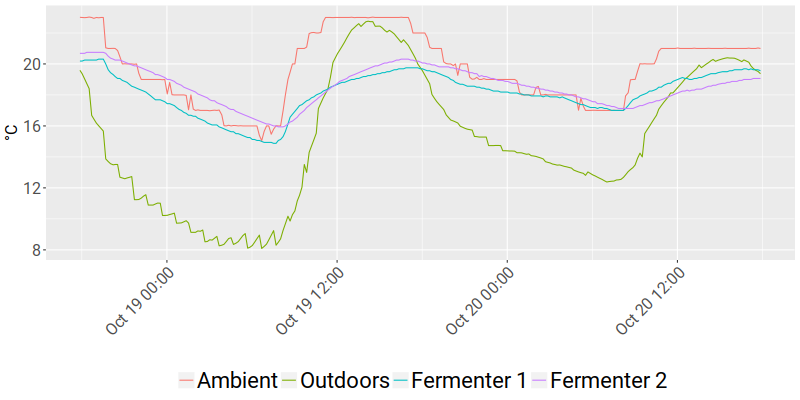 °C
20
16
12
8
Oct 19 00:00
Oct 19 12:00
Oct 20 00:00
Oct 20 12:00
Ambient Outdoors Fermenter 1 Fermenter 2